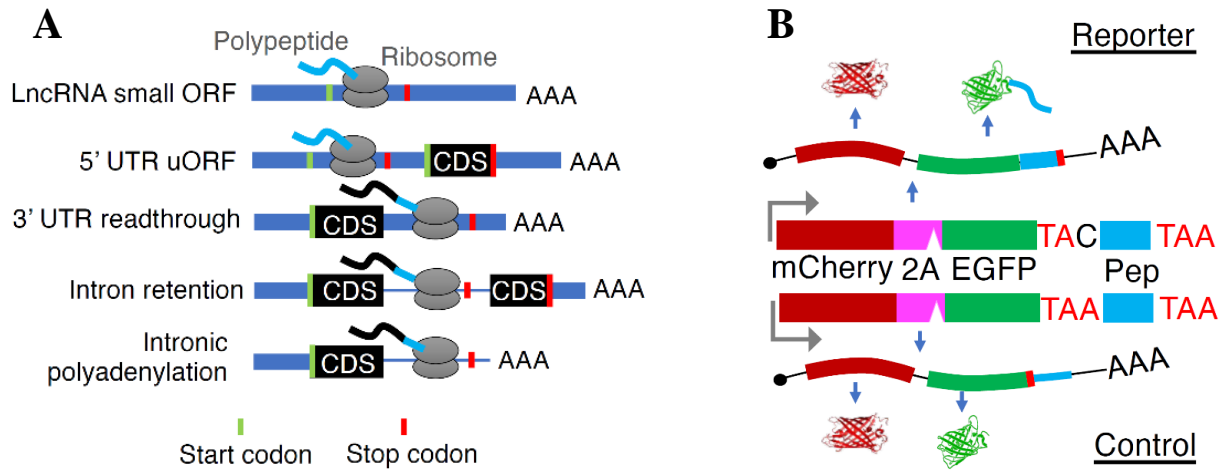 A
Polypeptide
Ribosome
LncRNA small ORF
AAA
5’ UTR uORF
CDS
AAA
3’ UTR readthrough
CDS
AAA
Intron retention
CDS
CDS
AAA
Intronic
polyadenylation
CDS
AAA
Start codon
Stop codon
B
Reporter
AAA
TAC
TAA
mCherry 2A EGFP
Pep
TAA
TAA
AAA
Control